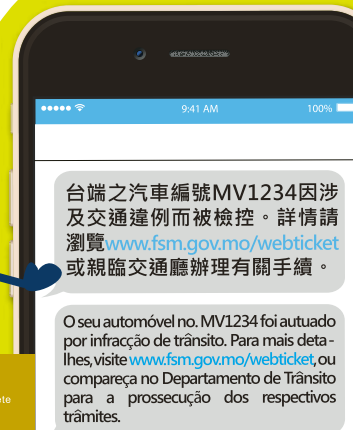 9:41 AM
100%
台端之汽車編號MV1234因涉
及交通違例而被檢控。詳情請
瀏覽www.fsm.gov.mo/webticket
或親臨交通廳辦理有關手續。
O seu automóvel no. MV1234 foi autuado
por infracção de trânsito. Para mais deta-
lhes, visite www.fsm.gov.mo/webticket, ou
compareça no Departamento de Trânsito
para a prossecução dos respectivos
trâmites.
ete